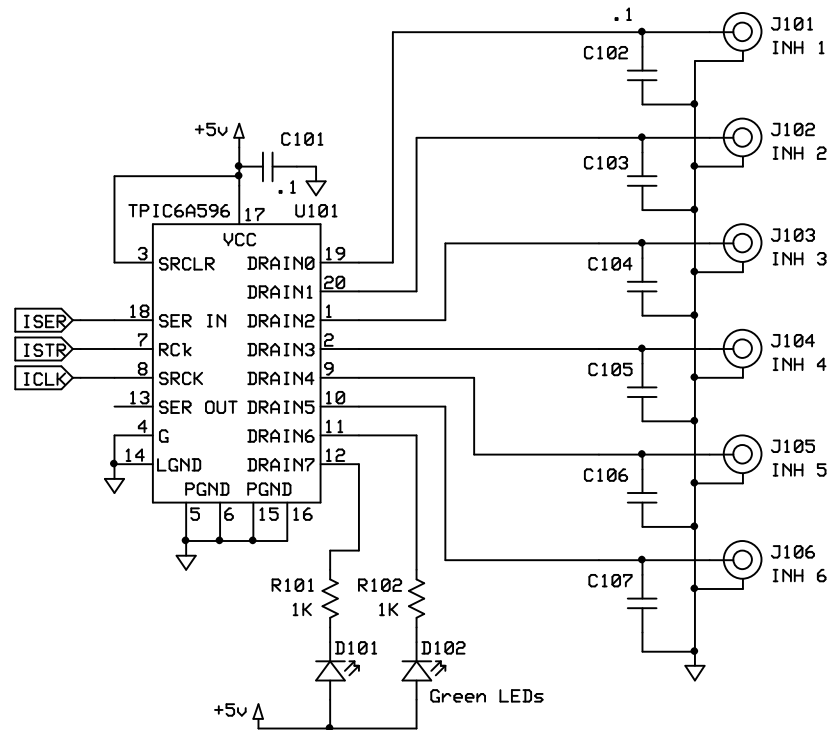 .1
J101
INH 1
C102
J102
INH 2
C103
J103
INH 3
C104
J104
INH 4
C105
J105
INH 5
C106
J106
INH 6
C107
+5v
C101
.1
TPIC6A596
17
U101
VCC
3
SRCLR
DRAIN0
19
DRAIN1
20
ISER
18
SER IN
DRAIN2
1
ISTR
7
RCk
DRAIN3
2
ICLK
8
SRCK
DRAIN4
9
13
SER OUT
DRAIN5
10
4
G
DRAIN6
11
14
LGND
DRAIN7
12
PGND
PGND
5
6
15
16
R101
1K
R102
1K
D101
D102
Green LEDs
+5v